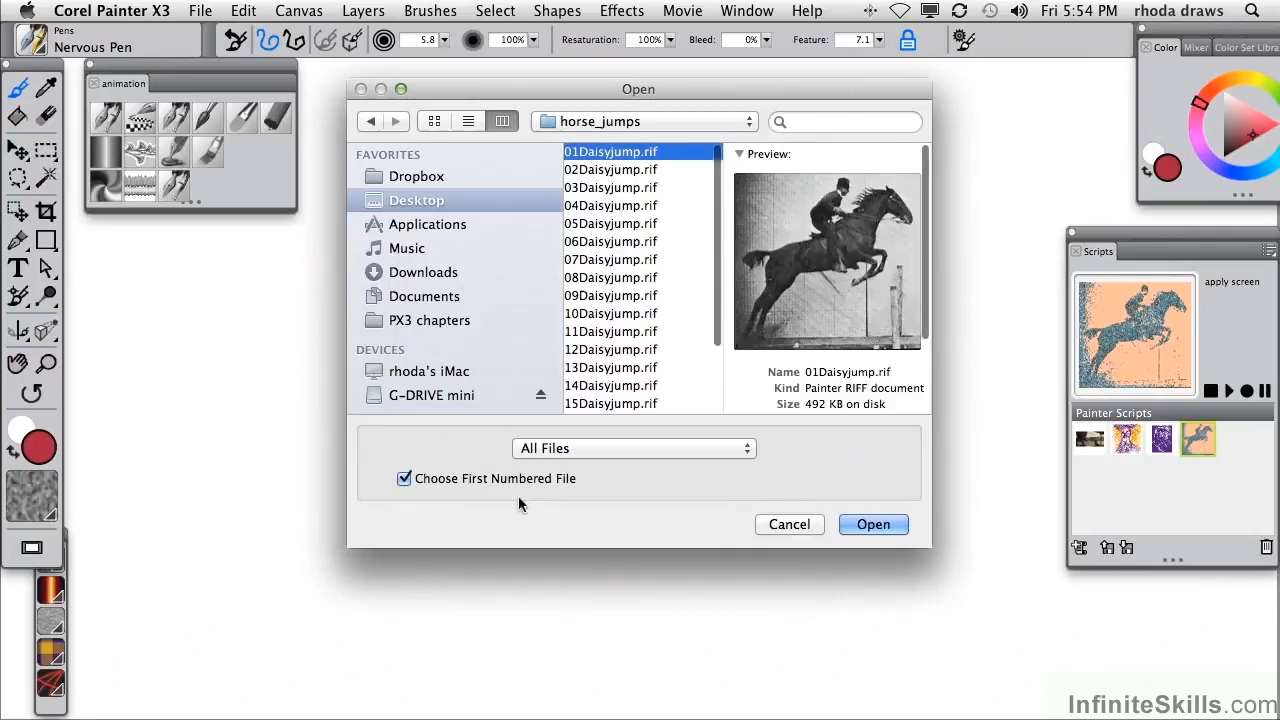 Corel Painter X3 File Edit Canvas Layers Brushes Select Shapes Effects Movie Window Help Fri 5:54 PM rhoda draws
Pens
Nervous Pen
5.8 100% Resaturation: 100% Bleed: 0% Feature: 7.1
Color Mixer Color Set Libra
animation
Open
horse_jumps
FAVORITES
Dropbox
Desktop
Applications
Music
Downloads
Documents
PX3 chapters
DEVICES
rhoda's iMac
G-DRIVE mini
01Daisyjump.rif
02Daisyjump.rif
03Daisyjump.rif
04Daisyjump.rif
05Daisyjump.rif
06Daisyjump.rif
07Daisyjump.rif
08Daisyjump.rif
09Daisyjump.rif
10Daisyjump.rif
11Daisyjump.rif
12Daisyjump.rif
13Daisyjump.rif
14Daisyjump.rif
15Daisyjump.rif
Preview:
Name 01Daisyjump.rif
Kind Painter RIFF document
Size 492 KB on disk
All Files
Choose First Numbered File
Cancel Open
Scripts
apply screen
Painter Scripts
T
InfiniteSkills.com